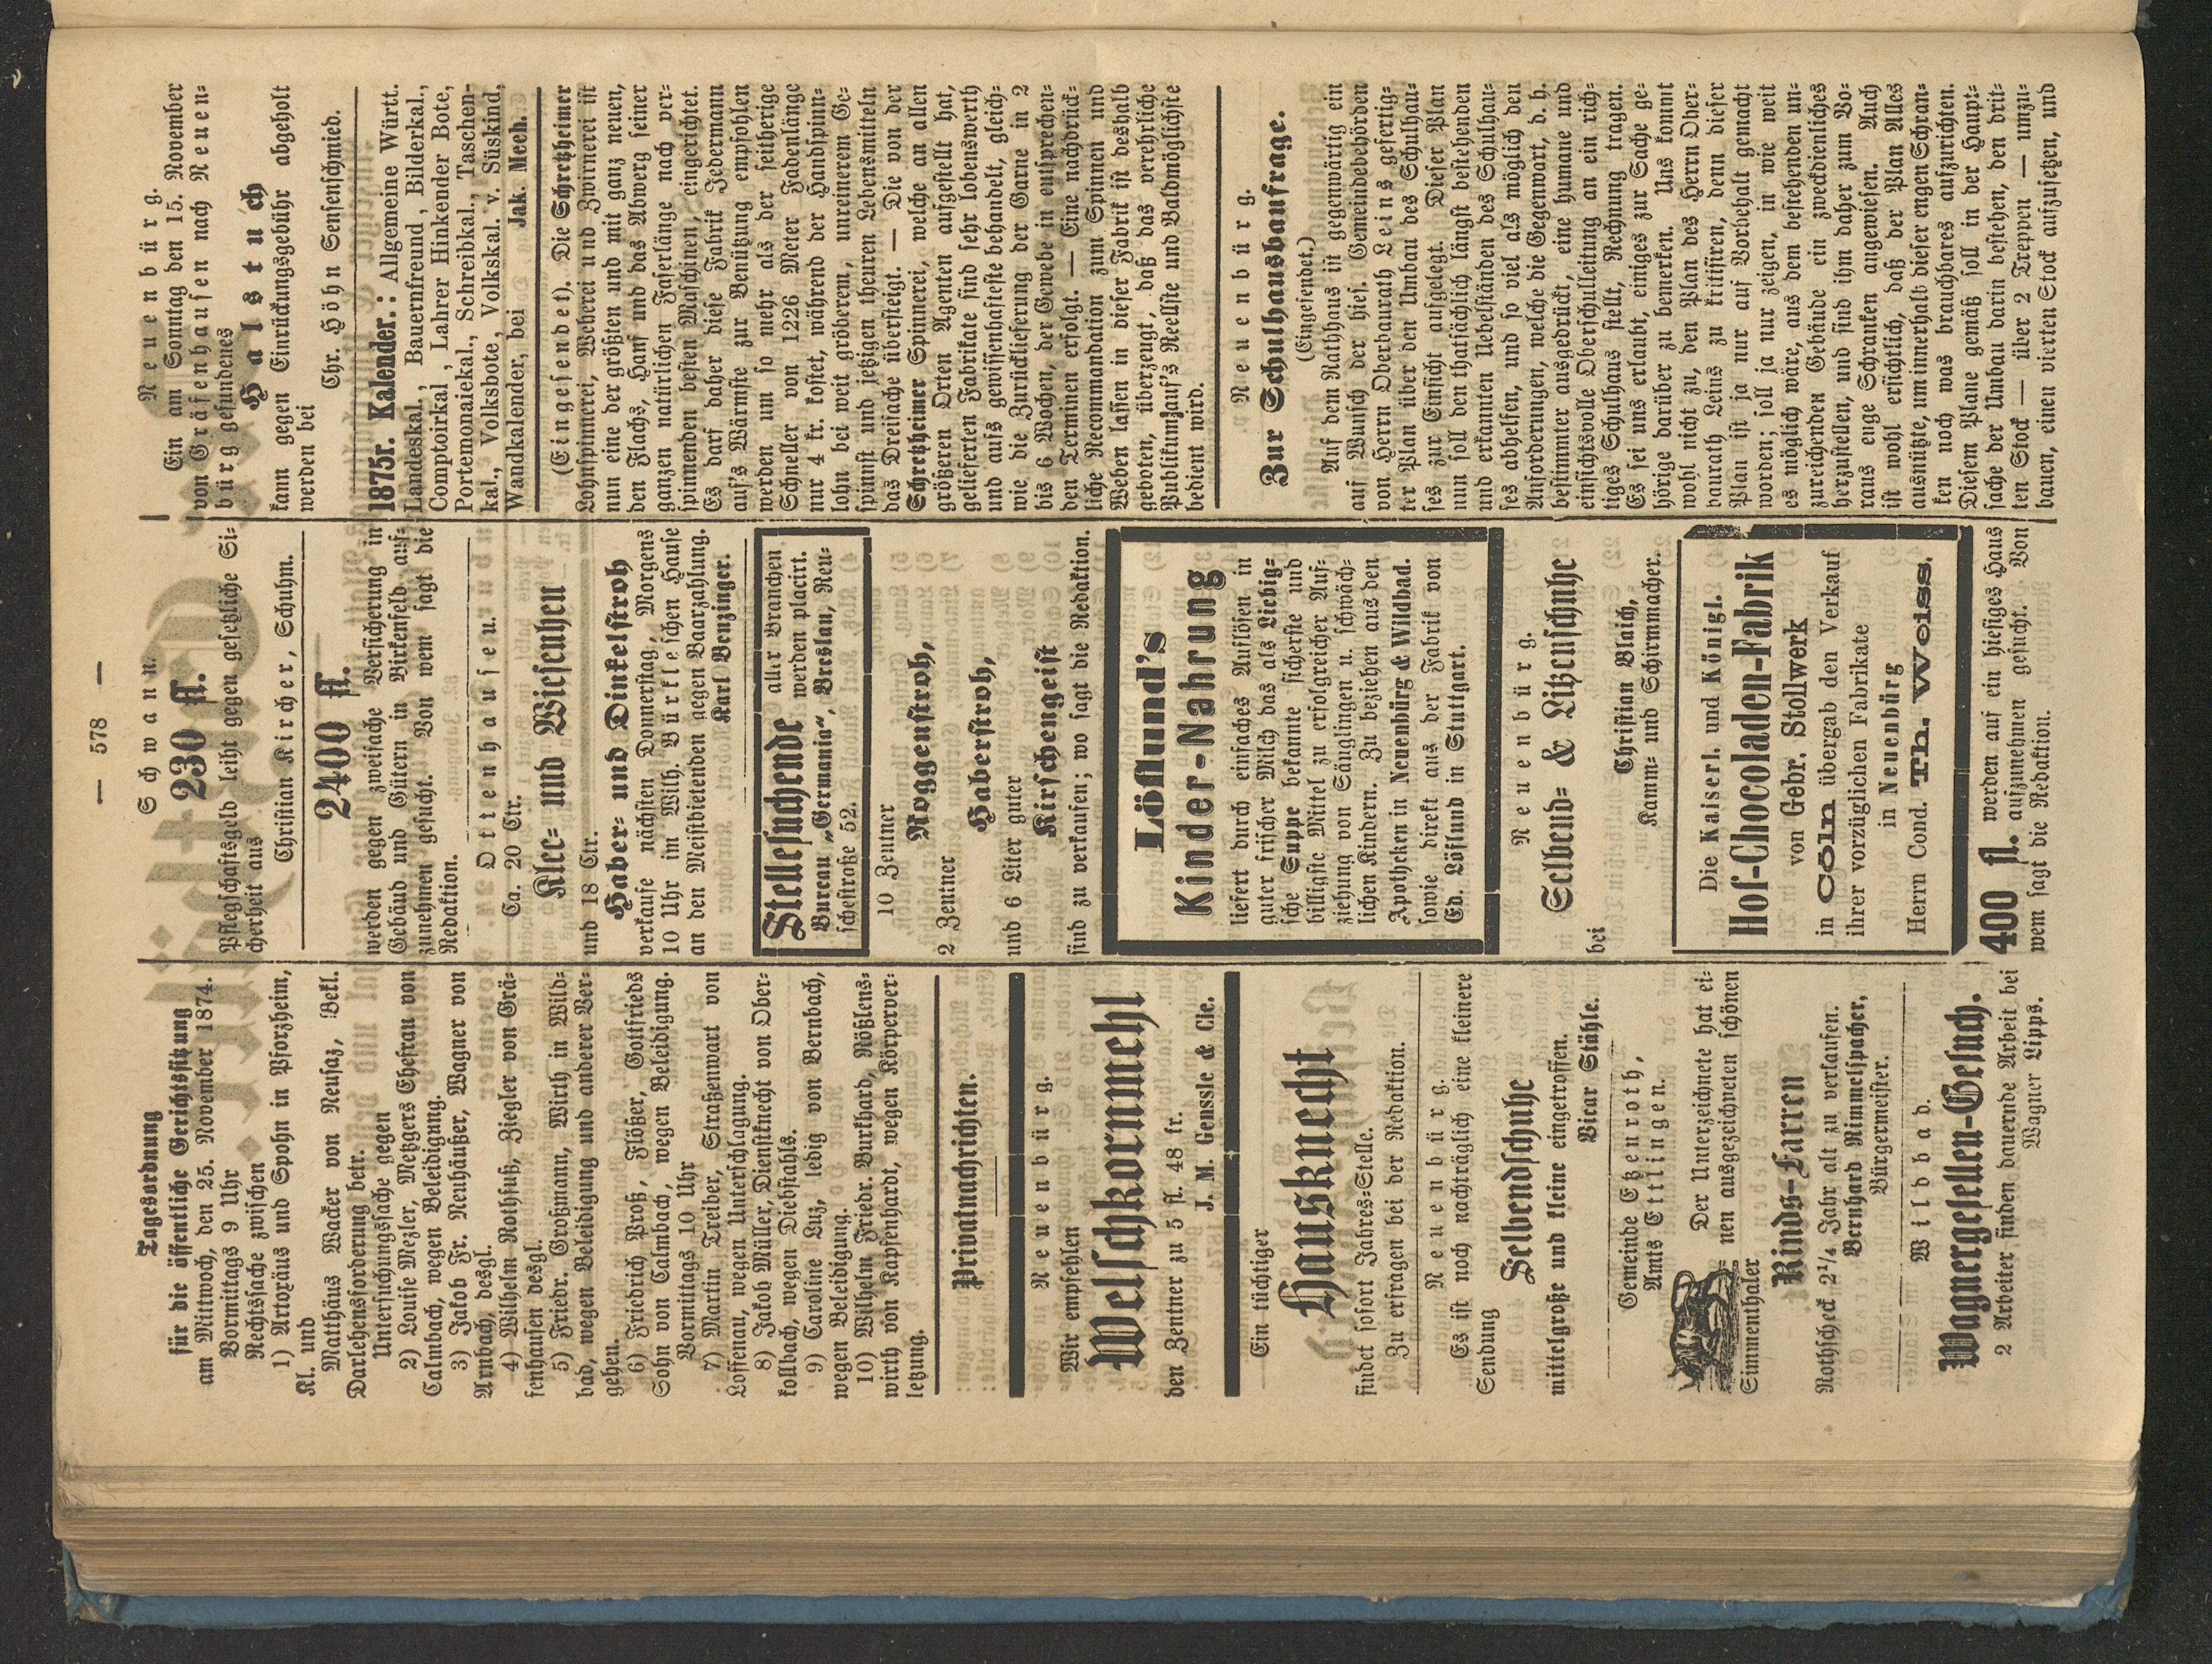 — 578 —
Tagesordnung
für die öffentliche Gerichtssitzung
am Mittwoch, den 25. November 1874.
Vormittags 9 Uhr
Rechtssache zwischen
1) Artopäus und Spohn in Pforzheim,
Kl. und
Matthäus Wacker von Neusaz, Bekl.
Darlehensforderung betr.
Untersuchungssache gegen
2) Louise Mezler, Metzgers Ehefrau von
Calmbach, wegen Beleidigung.
3) Jakob Fr. Neuhäußer, Wagner von
Arnbach, desgl.
4) Wilhelm Rothfuß, Ziegler von Grä-
fenhausen desgl.
5) Friedr. Großmann, Wirth in Wild-
bad, wegen Beleidigung und anderer Ver-
gehen.
6) Friedrich Proß, Flößer, Gottfrieds
Sohn von Calmbach, wegen Beleidigung.
Vormittags 10 Uhr
7) Martin Treiber, Straßenwart von
Loffenau, wegen Unterschlagung.
8) Jakob Müller, Dienstknecht von Ober-
kollbach, wegen Diebstahls.
9) Caroline Luz, ledig von Bernbach,
wegen Beleidigung.
10) Wilhelm Friedr. Burkhard, Rößlens-
wirth von Kapfenhardt, wegen Körperver-
letzung.
Privatnachrichten.
Neuenbürg.
Wir empfehlen
Welschkornmehl
den Zentner zu 5 fl. 48 kr.
J. M. Genssle & Cie.
Ein tüchtiger
Hausknecht
findet sofort Jahres-Stelle.
Zu erfragen bei der Redaktion.
Neuenbürg.
Es ist noch nachträglich eine kleinere
Sendung
Selbendschuhe
mittelgroße und kleine eingetroffen.
Vicar Stähle.
Gemeinde Etzenroth,
Amts Ettlingen.
Der Unterzeichnete hat ei-
nen ausgezeichneten schönen
Simmenthaler
Rinds-Farren
Rothscheck 2¼ Jahr alt zu verkaufen.
Bernhard Rimmelspacher,
Bürgermeister.
Wildbad.
Wagnergesellen-Gesuch.
2 Arbeiter finden dauernde Arbeit bei
Wagner Lipps.
Schwann.
230 fl.
Pflegschaftsgeld leiht gegen gesetzliche Si-
cherheit aus
Christian Kircher, Schuhm.
2400 fl.
werden gegen zweifache Versicherung in
Gebäud und Gütern in Birkenfeld auf-
zunehmen gesucht. Von wem sagt die
Redaktion.
Ottenhausen.
Ca. 20 Ctr.
Klee- und Wiesenheu
und 18 Ctr.
Haber- und Dinkelstroh
verkaufe nächsten Donnerstag, Morgens
10 Uhr im Wilh. Bürkle'schen Hause
an den Meistbietenden gegen Baarzahlung.
Karl Benzinger.
Stellesuchende aller Branchen
werden placirt.
Bureau „Germania", Breslau, Reu-
schestraße 52.
10 Zentner
Roggenstroh,
2 Zentner
Haberstroh,
und 6 Liter guter
Kirschengeist
sind zu verkaufen; wo sagt die Redaktion.
Löflund's
Kinder-Nahrung
liefert durch einfaches Auflösen in
guter frischer Milch das als Liebig-
sche Suppe bekannte sicherste und
billigste Mittel zu erfolgreicher Auf-
ziehung von Säuglingen u. schwäch-
lichen Kindern. Zu beziehen aus den
Apotheken in Neuenbürg & Wildbad.
sowie direkt aus der Fabrik von
Ed. Löflund in Stuttgart.
Neuenbürg.
Selbend- & Litzenschuhe
bei
Christian Blaich,
Kamm- und Schirmmacher.
Die Kaiserl. und Königl.
Hof-Chocoladen-Fabrik
von Gebr. Stollwerk
in Cöln übergab den Verkauf
ihrer vorzüglichen Fabrikate
in Neuenbürg
Herrn Cond. Th. Weiss.
400 fl. werden auf ein hiesiges Haus
aufzunehmen gesucht. Von
wem sagt die Redaktion.
Neuenbürg.
Ein am Sonntag den 15. November
von Gräfenhausen nach Neuen-
bürg gefundenes
Halstuch
kann gegen Einrückungsgebühr abgeholt
werden bei
Chr. Höhn Sensenschmied.
1875r. Kalender.: Allgemeine Württ.
Landeskal., Bauernfreund, Bilderkal.,
Comptoirkal., Lahrer Hinkender Bote,
Portemonaiekal., Schreibkal., Taschen-
kal., Volksbote, Volkskal. v. Süskind,
Wandkalender, bei Jak. Meeh.
(Eingesendet). Die Schretzheimer
Lohnspinnerei, Weberei und Zwirnerei ist
nun eine der größten und mit ganz neuen,
den Flachs, Hanf und das Abwerg seiner
ganzen natürlichen Faserlänge nach ver-
spinnenden besten Maschinen, eingerichtet.
Es darf daher diese Fabrik Jedermann
auf's Wärmste zur Benützung empfohlen
werden um so mehr als der seitherige
Schneller von 1226 Meter Fadenlänge
nur 4 kr. kostet, während der Handspinn-
lohn bei weit gröberem, unreinerem Ge-
spinnst und jetzigen theuren Lebensmitteln
das Dreifache übersteigt. — Die von der
Schretzheimer Spinnerei, welche an allen
größeren Orten Agenten aufgestellt hat,
gelieferten Fabrikate sind sehr lobenswerth
und aufs gewissenhafteste behandelt, gleich-
wie die Zurücklieferung der Garne in 2
bis 6 Wochen, der Gewebe in entsprechen-
den Terminen erfolgt. — Eine nachdrück-
liche Recommandation zum Spinnen und
Weben lassen in dieser Fabrik ist deshalb
geboten, überzeugt, daß das verehrliche
Publikum auf's Reellste und Baldmöglichste
bedient wird.
Neuenbürg.
Zur Schulhausbaufrage.
(Eingesendet.)
Auf dem Rathhaus ist gegenwärtig ein
auf Wunsch der hies. Gemeindebehörden
von Herrn Oberbaurath Leins gefertig-
ter Plan über den Umbau des Schulhau-
ses zur Einsicht aufgelegt. Dieser Plan
nun soll den thatsächlich längst bestehenden
und erkannten Uebelständen des Schulhau-
ses abhelfen, und so viel als möglich den
Anforderungen, welche die Gegenwart, d. h.
bestimmter ausgedrückt, eine humane und
einsichtsvolle Oberschulleitung an ein rich-
tiges Schulhaus stellt, Rechnung tragen.
Es sei uns erlaubt, einiges zur Sache ge-
hörige darüber zu bemerken. Uns kommt
wohl nicht zu, den Plan des Herrn Ober-
baurath Leins zu kritisiren, denn dieser
Plan ist ja nur auf Vorbehalt gemacht
worden; soll ja nur zeigen, in wie weit
es möglich wäre, aus dem bestehenden un-
zureichenden Gebäude ein zweckdienliches
herzustellen, und sind ihm daher zum Vo-
raus enge Schranken angewiesen. Auch
ist wohl ersichtlich, daß der Plan Alles
ausnützte, um innerhalb dieser engen Schran-
ken noch was brauchbares aufzurichten.
Diesem Plane gemäß soll in der Haupt-
sache der Umbau darin bestehen, den drit-
ten Stock — über 2 Treppen — umzu-
bauen, einen vierten Stock aufzusetzen, und